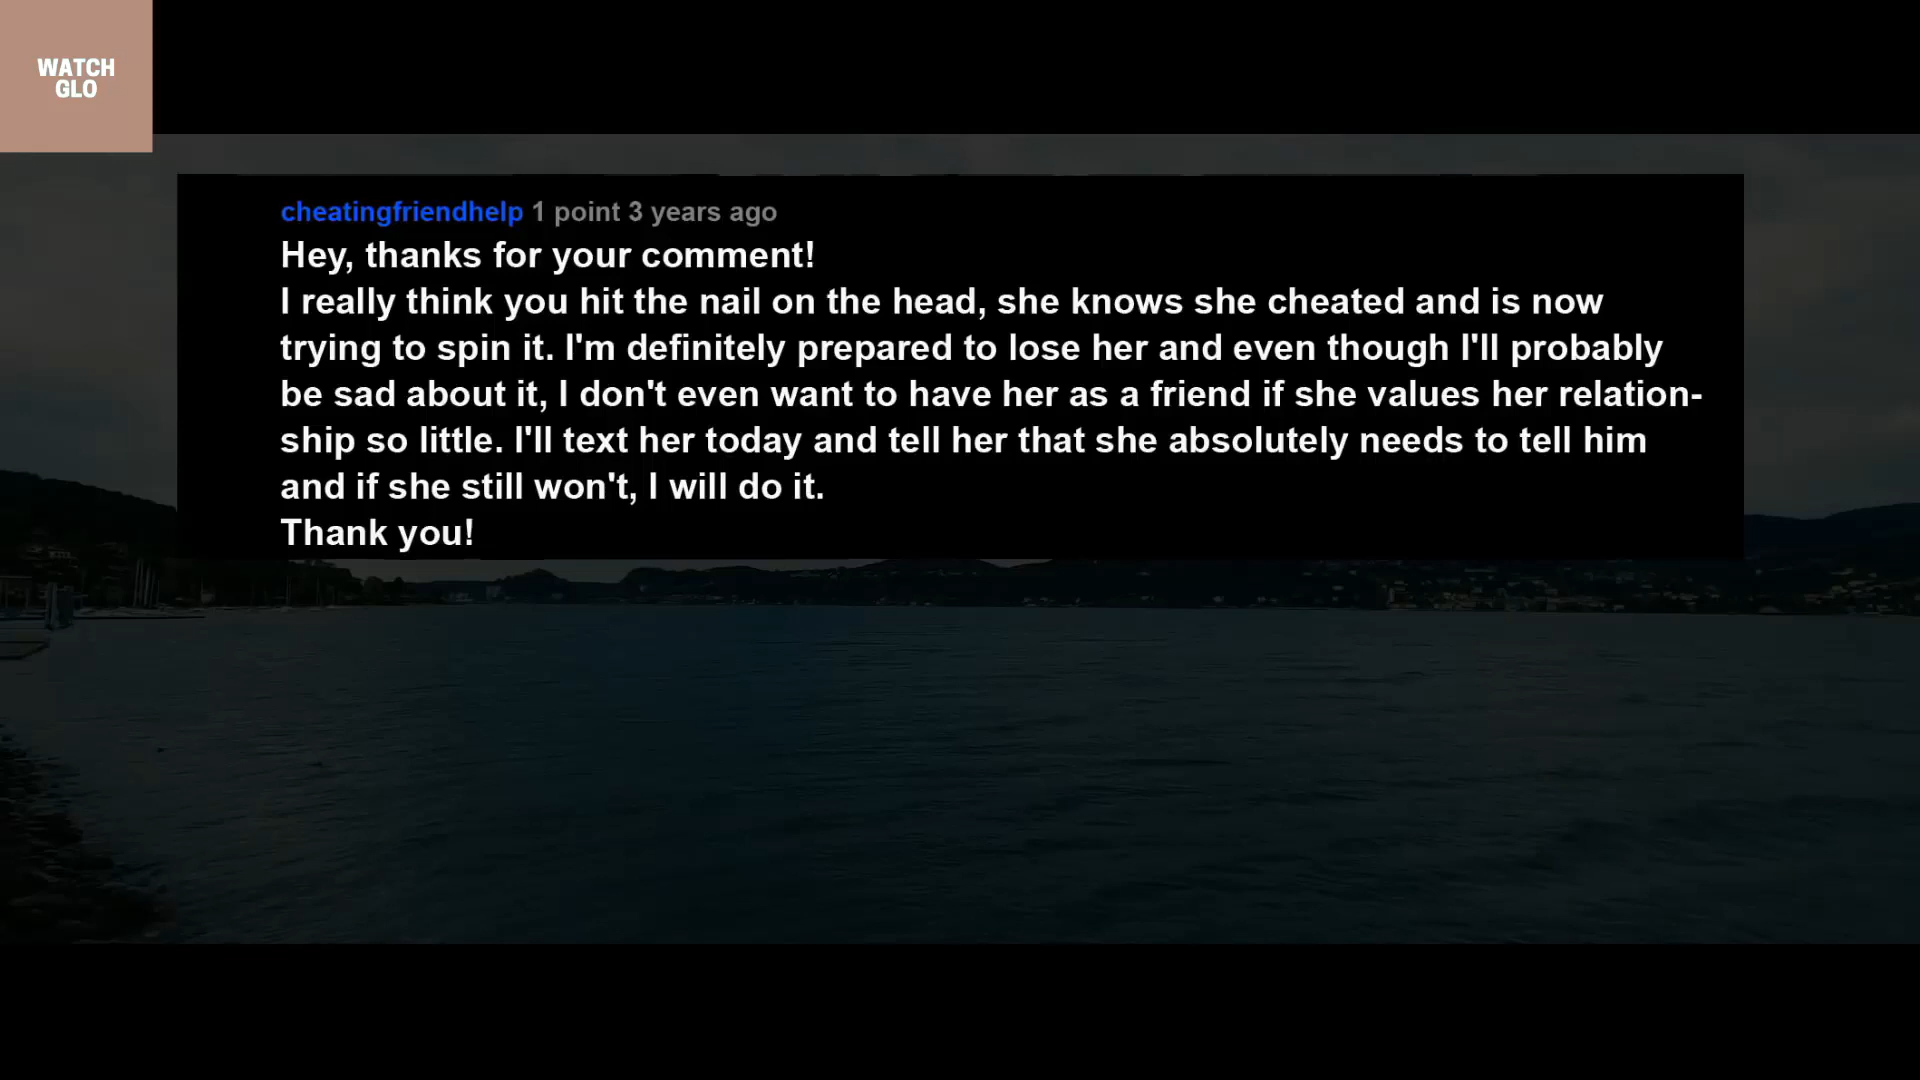 WATCH
GLO
cheatingfriendhelp 1 point 3 years ago
Hey, thanks for your comment!
I really think you hit the nail on the head, she knows she cheated and is now
trying to spin it. I'm definitely prepared to lose her and even though I'll probably
be sad about it, I don't even want to have her as a friend if she values her relation-
ship so little. I'll text her today and tell her that she absolutely needs to tell him
and if she still won't, I will do it.
Thank you!